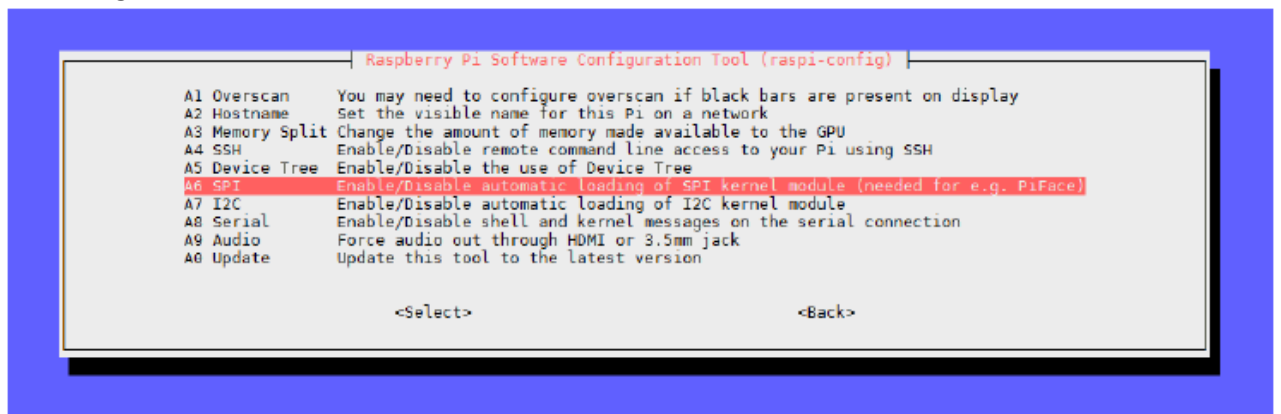 Raspberry Pi Software Configuration Tool (raspi-config)
A1 Overscan You may need to configure overscan if black bars are present on display
A2 Hostname Set the visible name for this Pi on a network
A3 Memory Split Change the amount of memory made available to the GPU
A4 SSH Enable/Disable remote command line access to your Pi using SSH
A5 Device Tree Enable/Disable the use of Device Tree
A6 SPI Enable/Disable automatic loading of SPI kernel module (needed for e.g. PiFace)
A7 I2C Enable/Disable automatic loading of I2C kernel module
A8 Serial Enable/Disable shell and kernel messages on the serial connection
A9 Audio Force audio out through HDMI or 3.5mm jack
A0 Update Update this tool to the latest version
<Select> <Back>